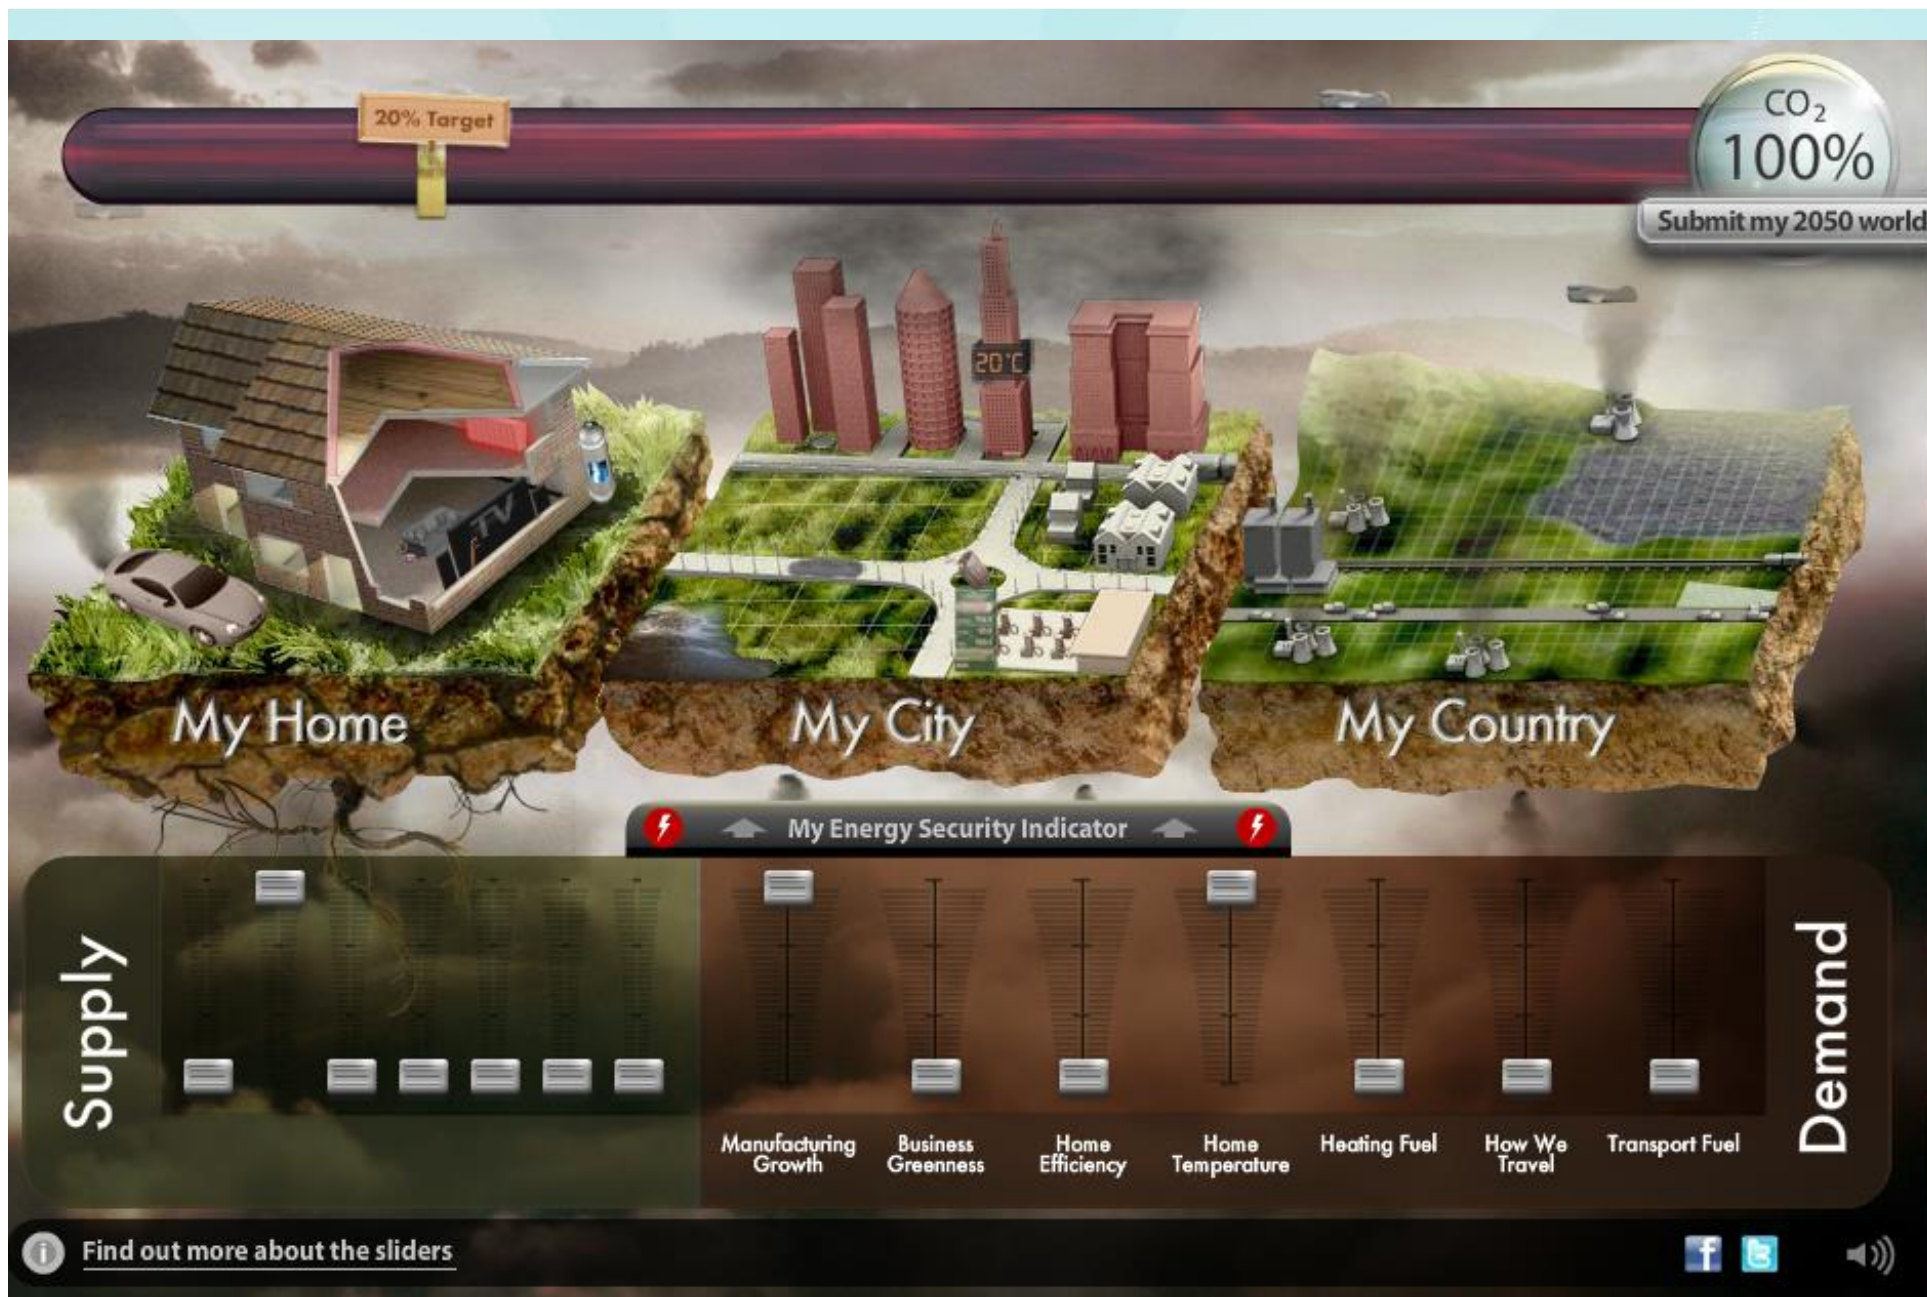 20% Target
CO₂
100%
Submit my 2050 world
20°C
TV
My Home
My City
My Country
My Energy Security Indicator
Supply
Demand
Manufacturing
Growth
Business
Greenness
Home
Efficiency
Home
Temperature
Heating Fuel
How We
Travel
Transport Fuel
i
Find out more about the sliders
f